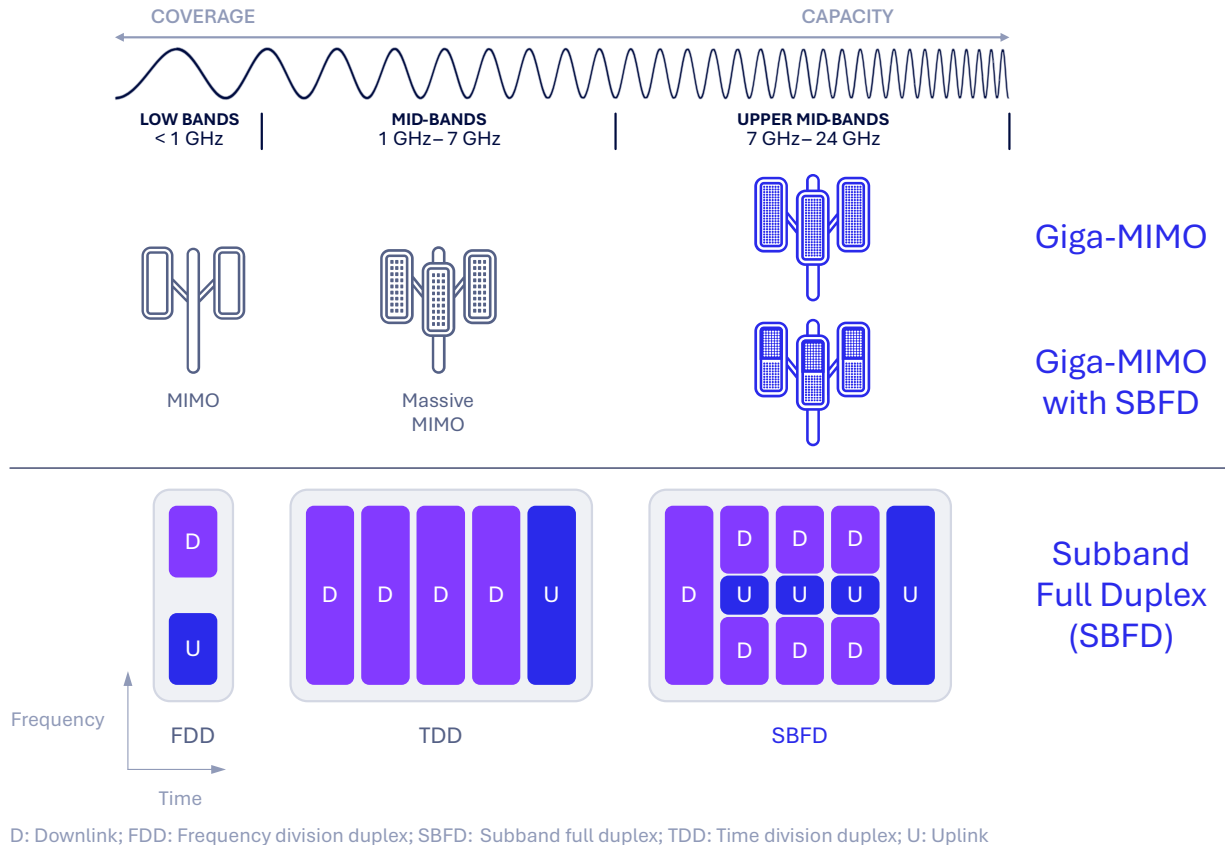 COVERAGE
CAPACITY
LOW BANDS
< 1 GHz
MID-BANDS
1 GHz– 7 GHz
UPPER MID-BANDS
7 GHz– 24 GHz
Giga-MIMO
Giga-MIMO
with SBFD
MIMO
Massive
MIMO
D
U
D D D D U
D
D D D
U U U
D D D
U
Subband
Full Duplex
(SBFD)
Frequency
Time
FDD
TDD
SBFD
D: Downlink; FDD: Frequency division duplex; SBFD: Subband full duplex; TDD: Time division duplex; U: Uplink